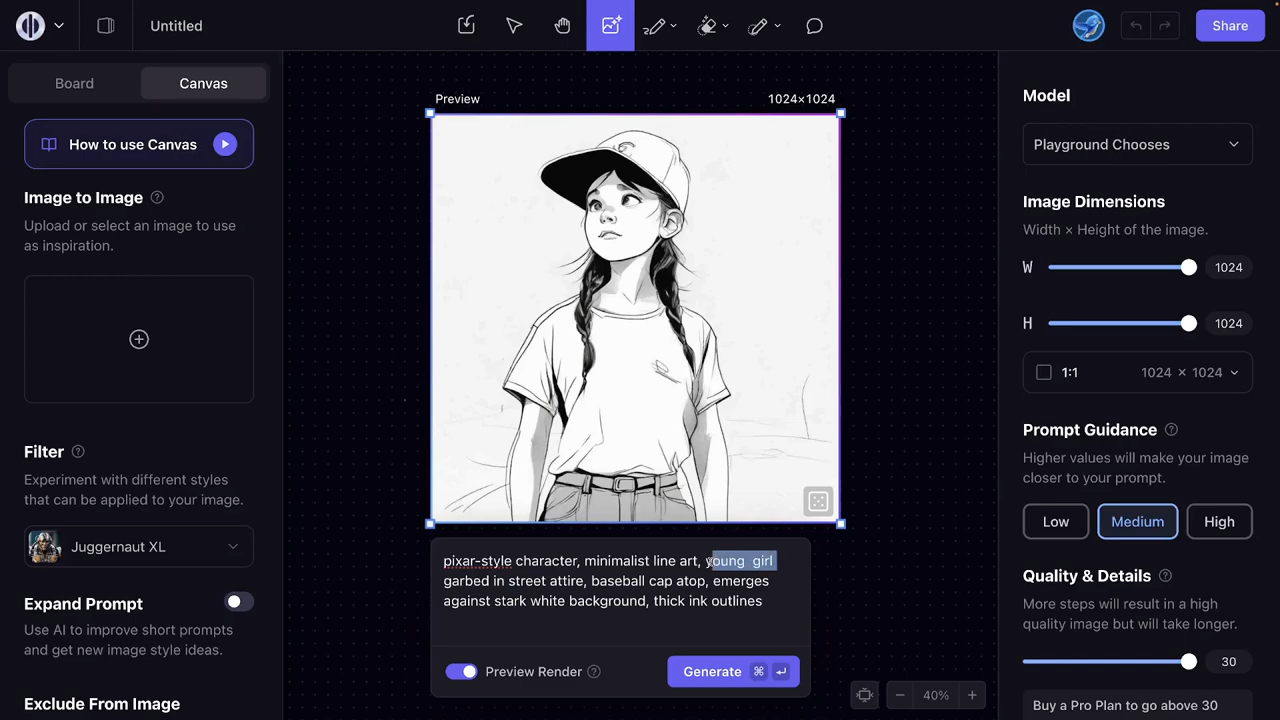 Untitled
Share
Board
Canvas
How to use Canvas
Image to Image
Upload or select an image to use
as inspiration.
Filter
Experiment with different styles
that can be applied to your image.
Juggernaut XL
Expand Prompt
Use AI to improve short prompts
and get new image style ideas.
Exclude From Image
Preview
1024×1024
pixar-style character, minimalist line art, young  girl
garbed in street attire, baseball cap atop, emerges
against stark white background, thick ink outlines
Preview Render
Generate
40%
Model
Playground Chooses
Image Dimensions
Width × Height of the image.
W
1024
H
1024
1:1
1024 × 1024
Prompt Guidance
Higher values will make your image
closer to your prompt.
Low
Medium
High
Quality & Details
More steps will result in a high
quality image but will take longer.
30
Buy a Pro Plan to go above 30